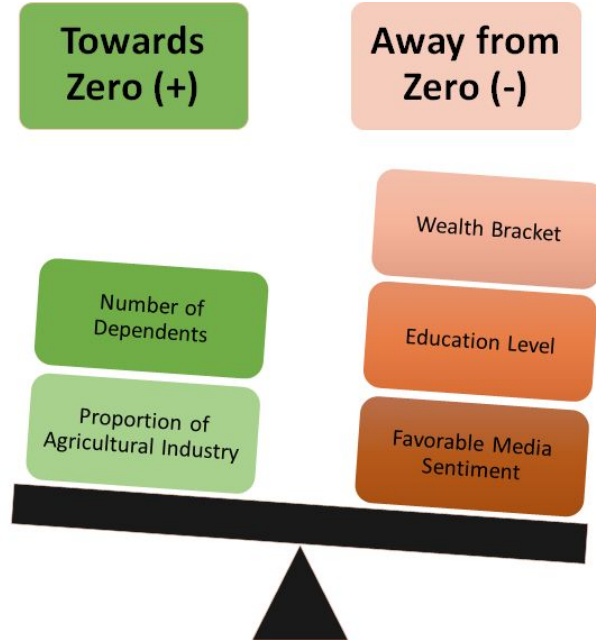 Towards
Zero (+)
Away from
Zero (-)
Number of
Dependents
Proportion of
Agricultural Industry
Wealth Bracket
Education Level
Favorable Media
Sentiment